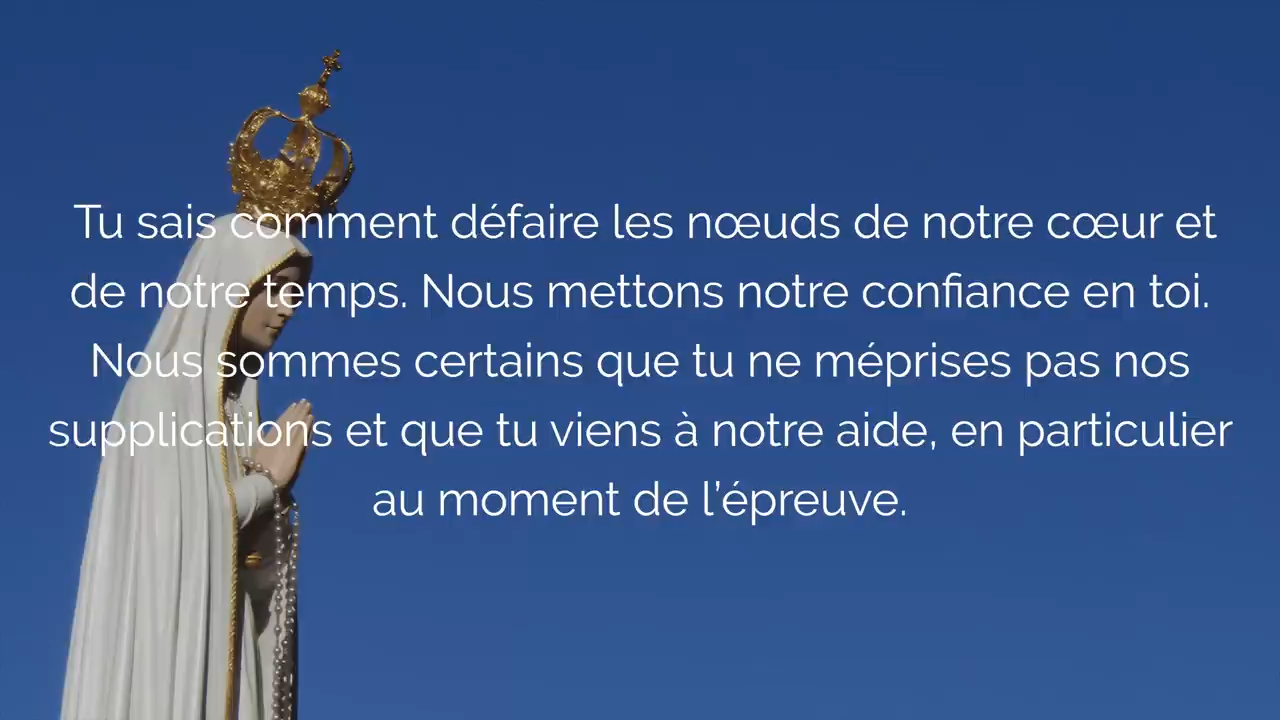 Tu sais comment défaire les nœuds de notre cœur et
de notre temps. Nous mettons notre confiance en toi.
Nous sommes certains que tu ne méprises pas nos
supplications et que tu viens à notre aide, en particulier
au moment de l’épreuve.